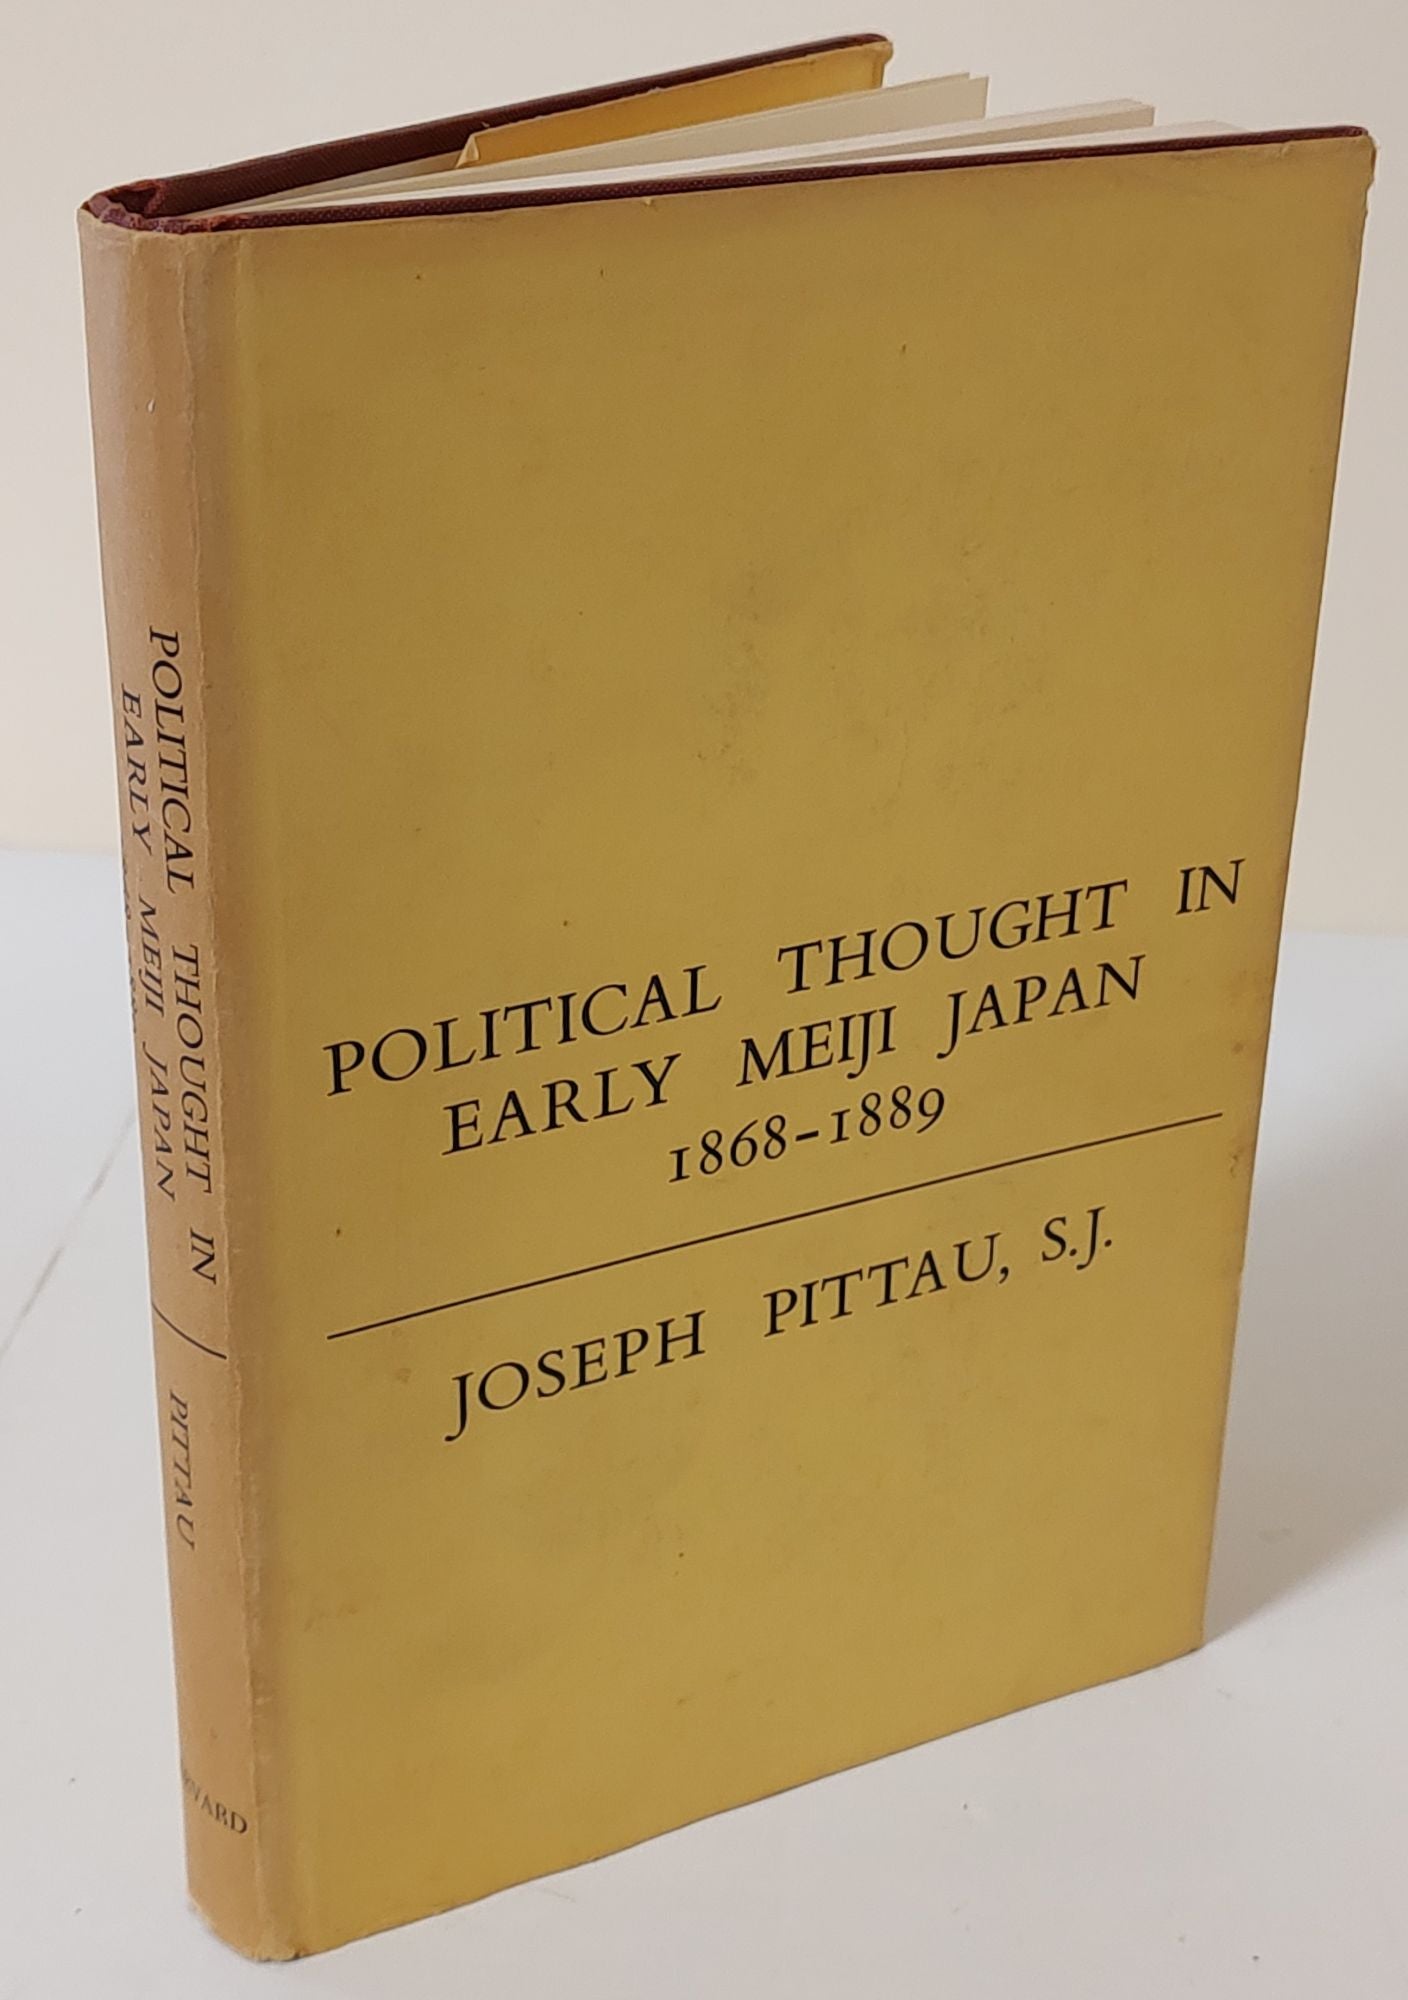 POLITICAL THOUGHT IN
EARLY MEIJI JAPAN
1868-1889
JOSEPH PITTAU, S.J.
POLITICAL THOUGHT IN
EARLY MEIJI JAPAN
PITTAU